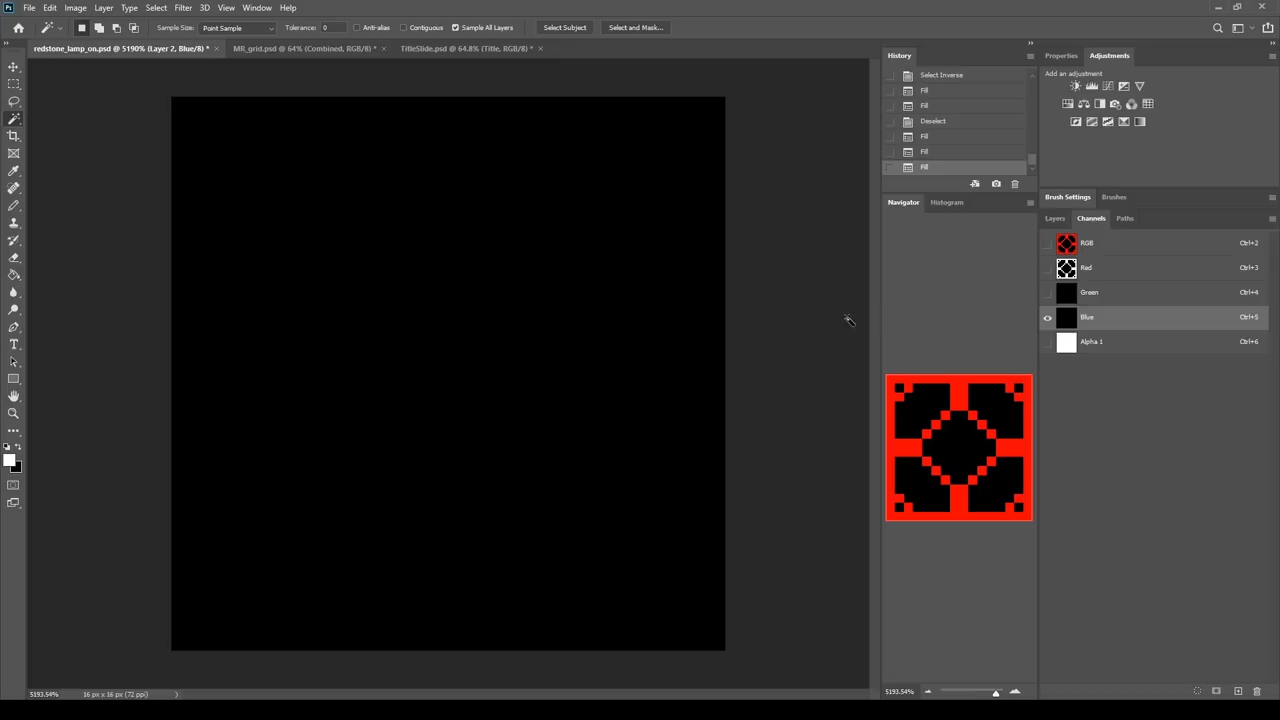 Ps File Edit Image Layer Type Select Filter 3D View Window Help
Sample Size: Point Sample Tolerance: 0 Anti-alias Contiguous Sample All Layers Select Subject Select and Mask...
redstone_lamp_on.psd @ 5190% (Layer 2, Blue/8) * MR_grid.psd @ 64% (Combined, RGB/8) * TitleSlide.psd @ 64.8% (Title, RGB/8) *
History
Select Inverse
Fill
Fill
Deselect
Fill
Fill
Fill
Navigator Histogram
5193.54%
Properties Adjustments
Add an adjustment
Brush Settings Brushes
Layers Channels Paths
RGB Ctrl+2
Red Ctrl+3
Green Ctrl+4
Blue Ctrl+5
Alpha 1 Ctrl+6
5193.54% 16 px x 16 px (72 ppi)